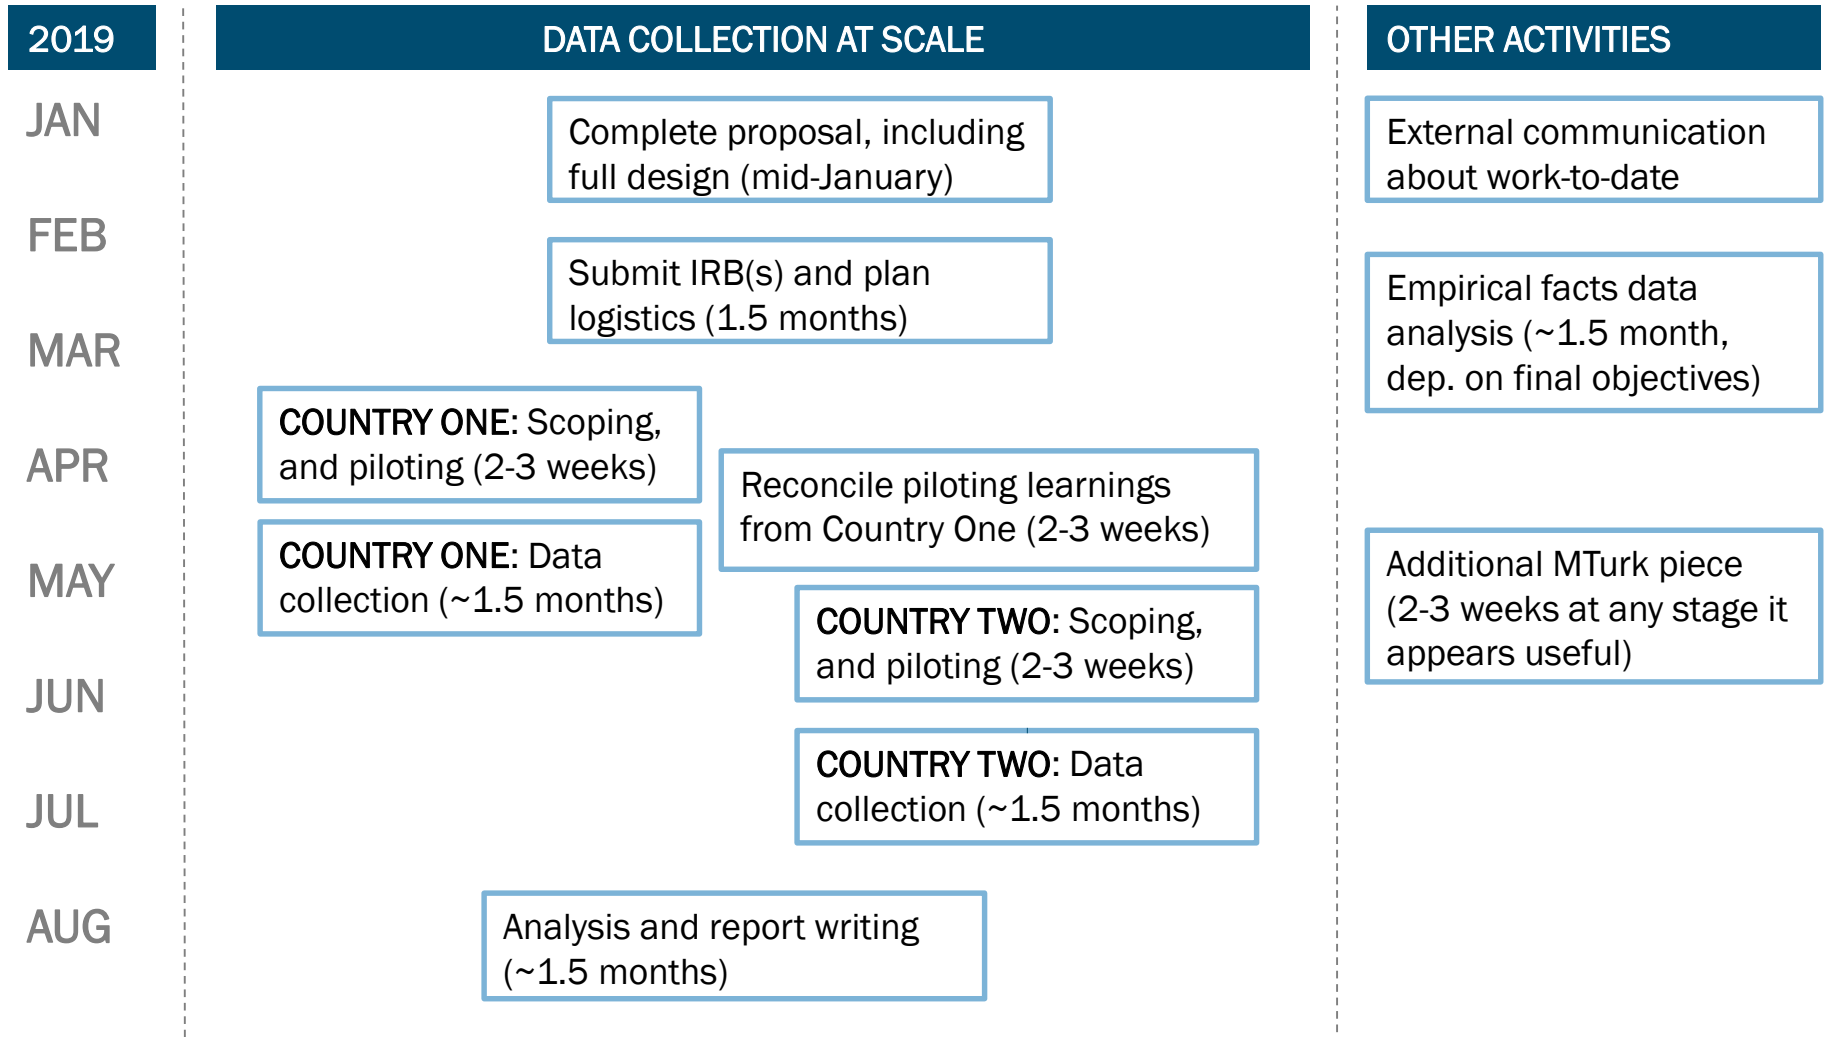 2019
DATA COLLECTION AT SCALE
OTHER ACTIVITIES
JAN
FEB
MAR
APR
MAY
JUN
JUL
AUG
Complete proposal, including
full design (mid-January)
Submit IRB(s) and plan
logistics (1.5 months)
COUNTRY ONE: Scoping,
and piloting (2-3 weeks)
COUNTRY ONE: Data
collection (~1.5 months)
Reconcile piloting learnings
from Country One (2-3 weeks)
COUNTRY TWO: Scoping,
and piloting (2-3 weeks)
COUNTRY TWO: Data
collection (~1.5 months)
Analysis and report writing
(~1.5 months)
External communication
about work-to-date
Empirical facts data
analysis (~1.5 month,
dep. on final objectives)
Additional MTurk piece
(2-3 weeks at any stage it
appears useful)